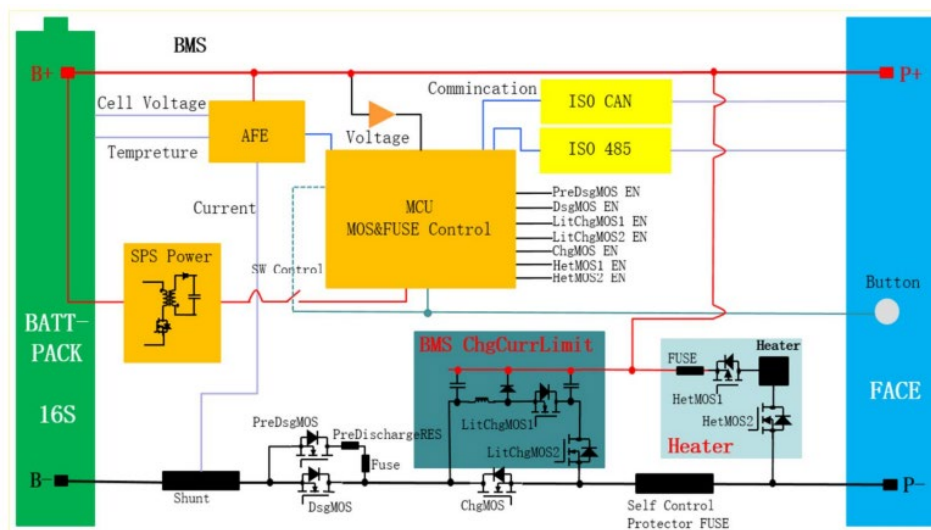 BMS
B+
P+
Commincation
ISO CAN
Cell Voltage
AFE
Voltage
ISO 485
Tempreture
MCU
MOS&FUSE Control
PreDsgMOS EN
DsgMOS EN
LitChgMOS1 EN
LitChgMOS2 EN
ChgMOS EN
HetMOS1 EN
HetMOS2 EN
Current
SPS Power
SW Control
Button
BATT-
PACK
16S
FACE
BMS ChgCurrLimit
FUSE
Heater
HetMOS1
LitChgMOS1
HetMOS2
PreDsgMOS
PreDischargeRES
LitChgMOS2
Heater
Fuse
B-
P-
Shunt
DsgMOS
ChgMOS
Self Control
Protector FUSE